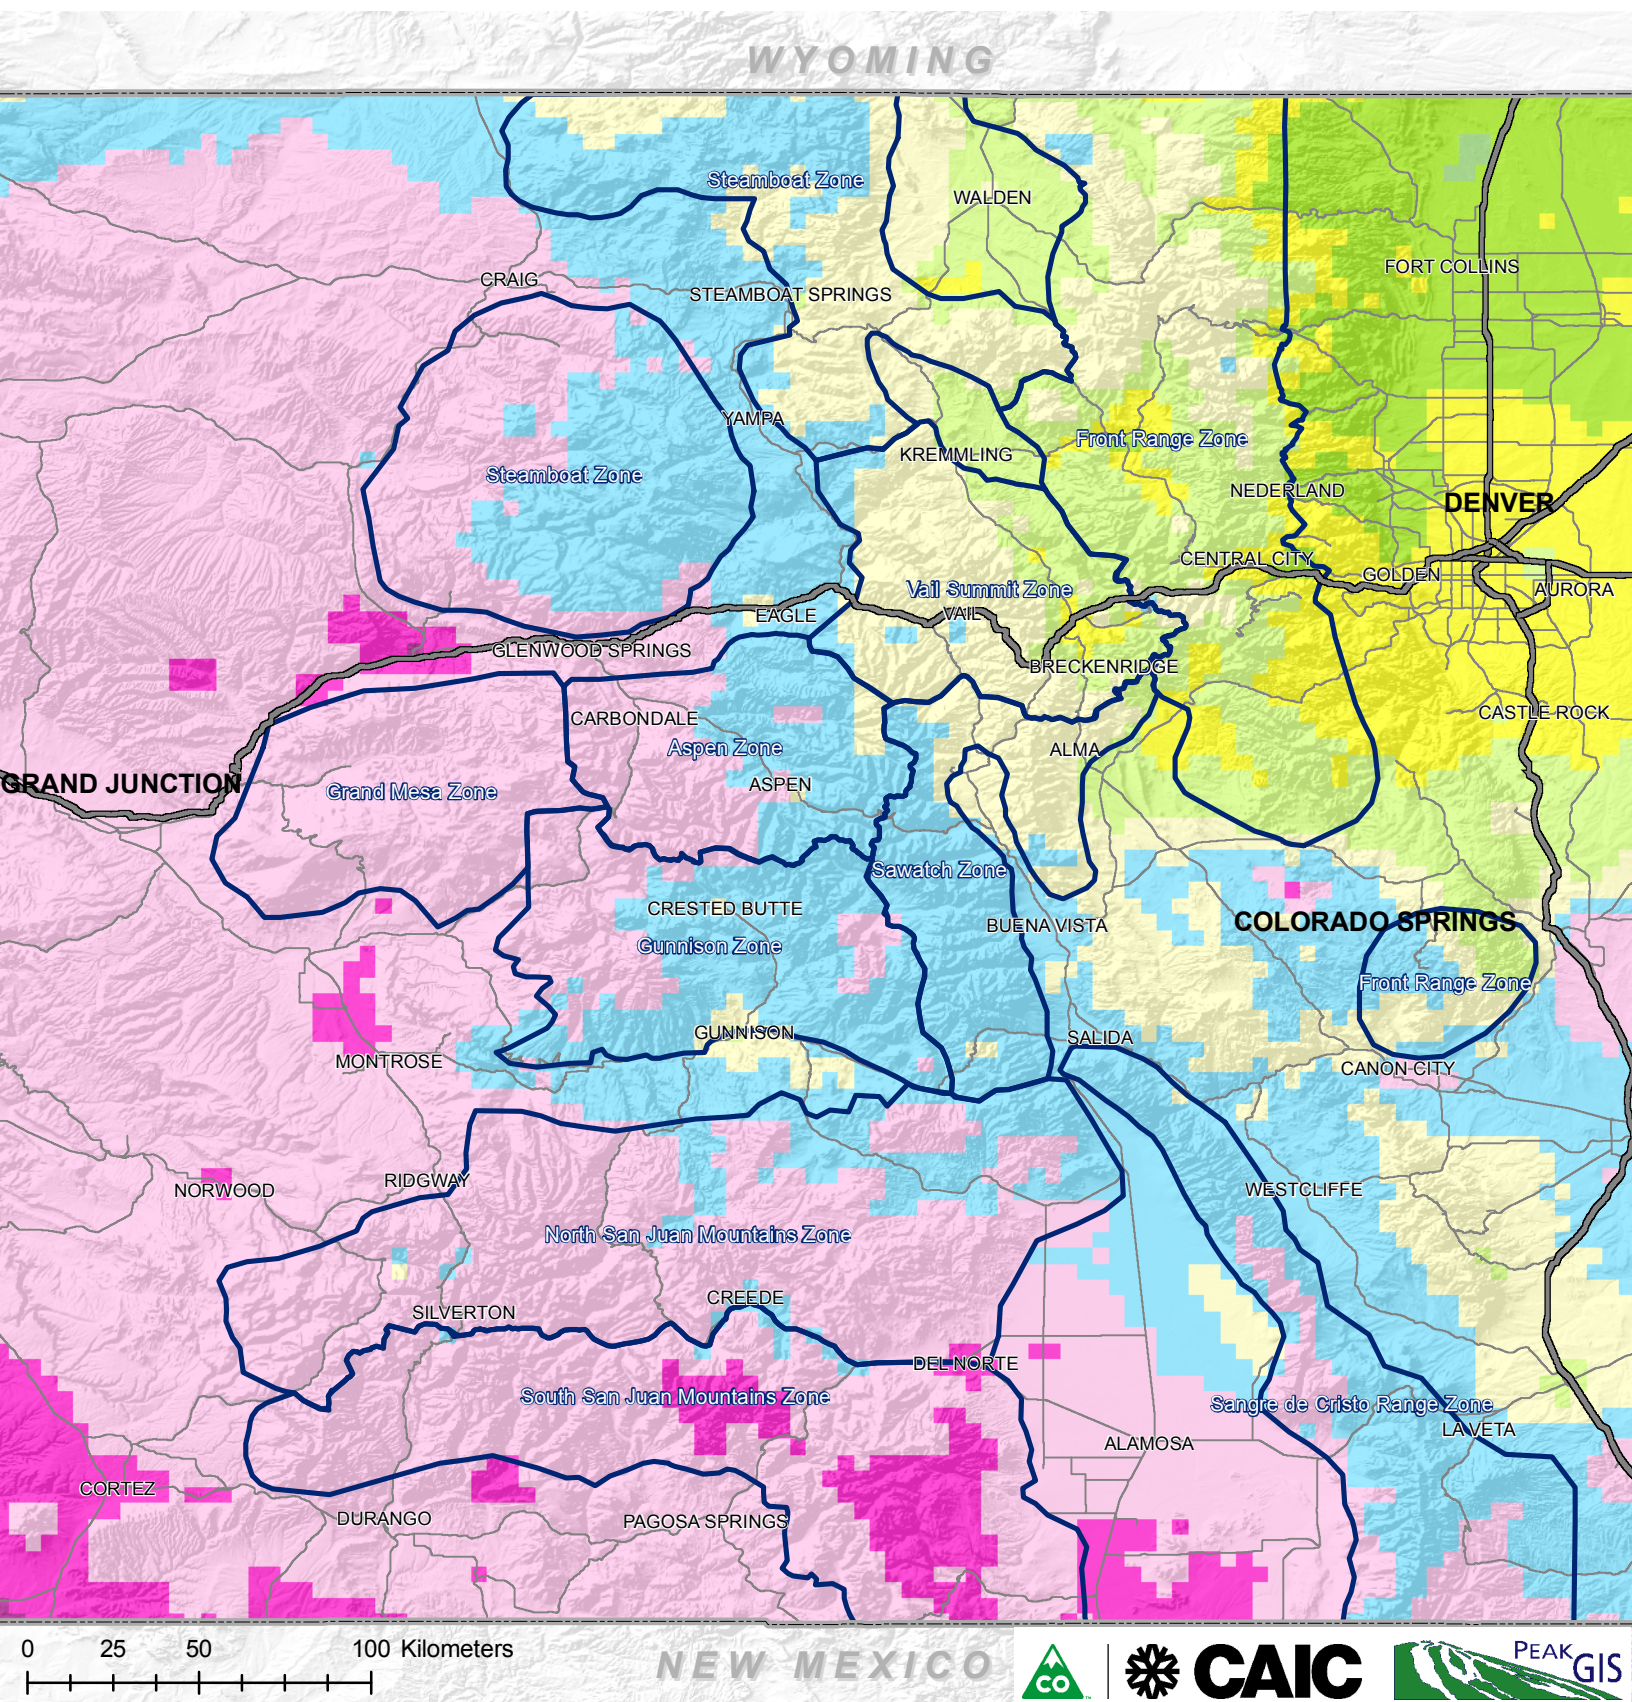 WYOMING
Steamboat Zone
WALDEN
FORT COLLINS
CRAIG
STEAMBOAT SPRINGS
YAMPA
Front Range Zone
KREMMLING
Steamboat Zone
NEDERLAND
DENVER
CENTRAL CITY
GOLDEN
Vail Summit Zone
AURORA
EAGLE
VAIL
GLENWOOD SPRINGS
BRECKENRIDGE
CARBONDALE
CASTLE ROCK
Aspen Zone
ALMA
GRAND JUNCTION
ASPEN
Grand Mesa Zone
Sawatch Zone
CRESTED BUTTE
BUENA VISTA
COLORADO SPRINGS
Gunnison Zone
Front Range Zone
GUNNISON
SALIDA
MONTROSE
CANON CITY
RIDGWAY
NORWOOD
WESTCLIFFE
North San Juan Mountains Zone
CREEDE
SILVERTON
DEL NORTE
South San Juan Mountains Zone
Sangre de Cristo Range Zone
LA VETA
ALAMOSA
CORTEZ
DURANGO
PAGOSA SPRINGS
0 25 50 100 Kilometers
NEW MEXICO
CO
CAIC
PEAK GIS